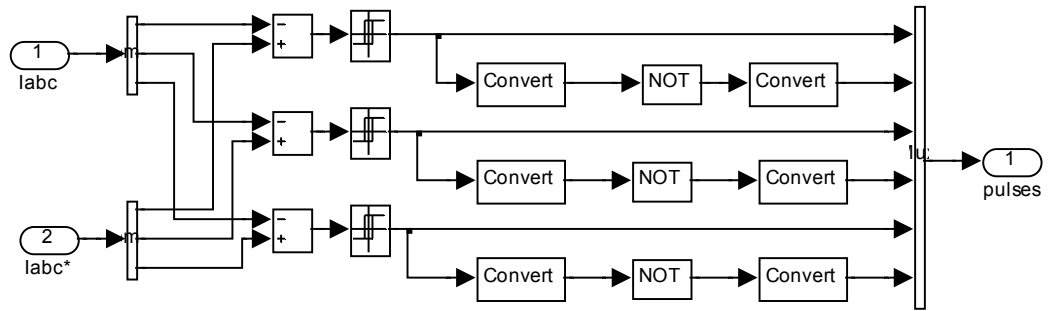 1
Iabc
m
−
+
Convert
NOT
Convert
−
+
1
pulses
Convert
NOT
Convert
2
Iabc*
m
−
+
Convert
NOT
Convert